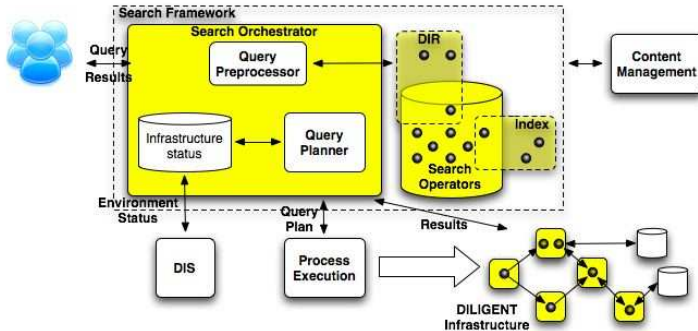 Search Framework
Search Orchestrator
Query
Results
Query
Preprocessor
DIR
Content
Management
Infrastructure
status
Query
Planner
Index
Search
Operators
Environment
Status
Query
Plan
Results
DIS
Process
Execution
DILIGENT
Infrastructure